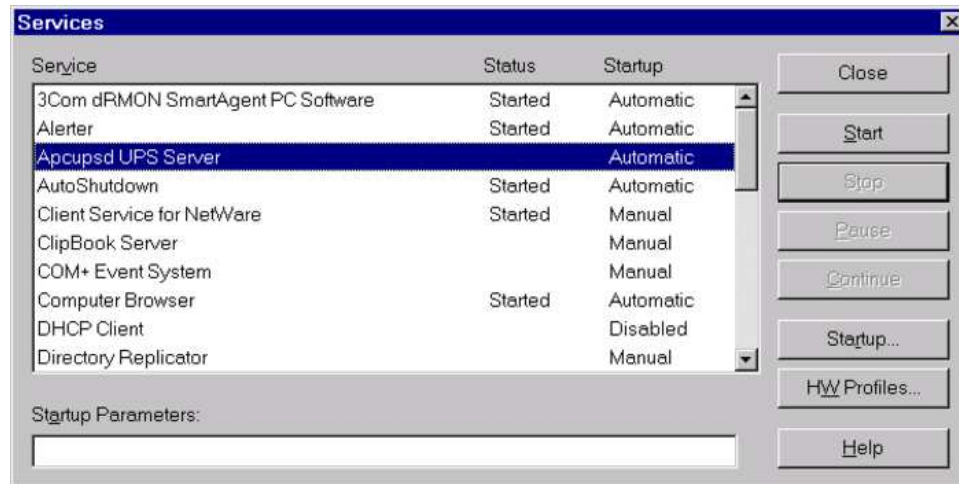 Services
Service Status Startup
3Com dRMON SmartAgent PC Software Started Automatic
Alerter Started Automatic
Apcupsd UPS Server Automatic
AutoShutdown Started Automatic
Client Service for NetWare Started Manual
ClipBook Server Manual
COM+ Event System Manual
Computer Browser Started Automatic
DHCP Client Disabled
Directory Replicator Manual
Startup Parameters:
Close
Start
Stop
Pause
Continue
Startup...
HW Profiles...
Help